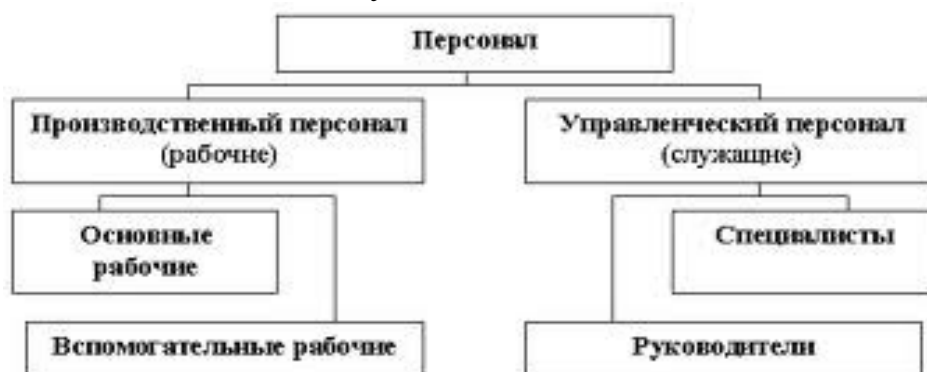 Персонал
Производственный персонал
(рабочие)
Управленческий персонал
(служащие)
Основные
рабочие
Специалисты
Вспомогательные рабочие
Руководители